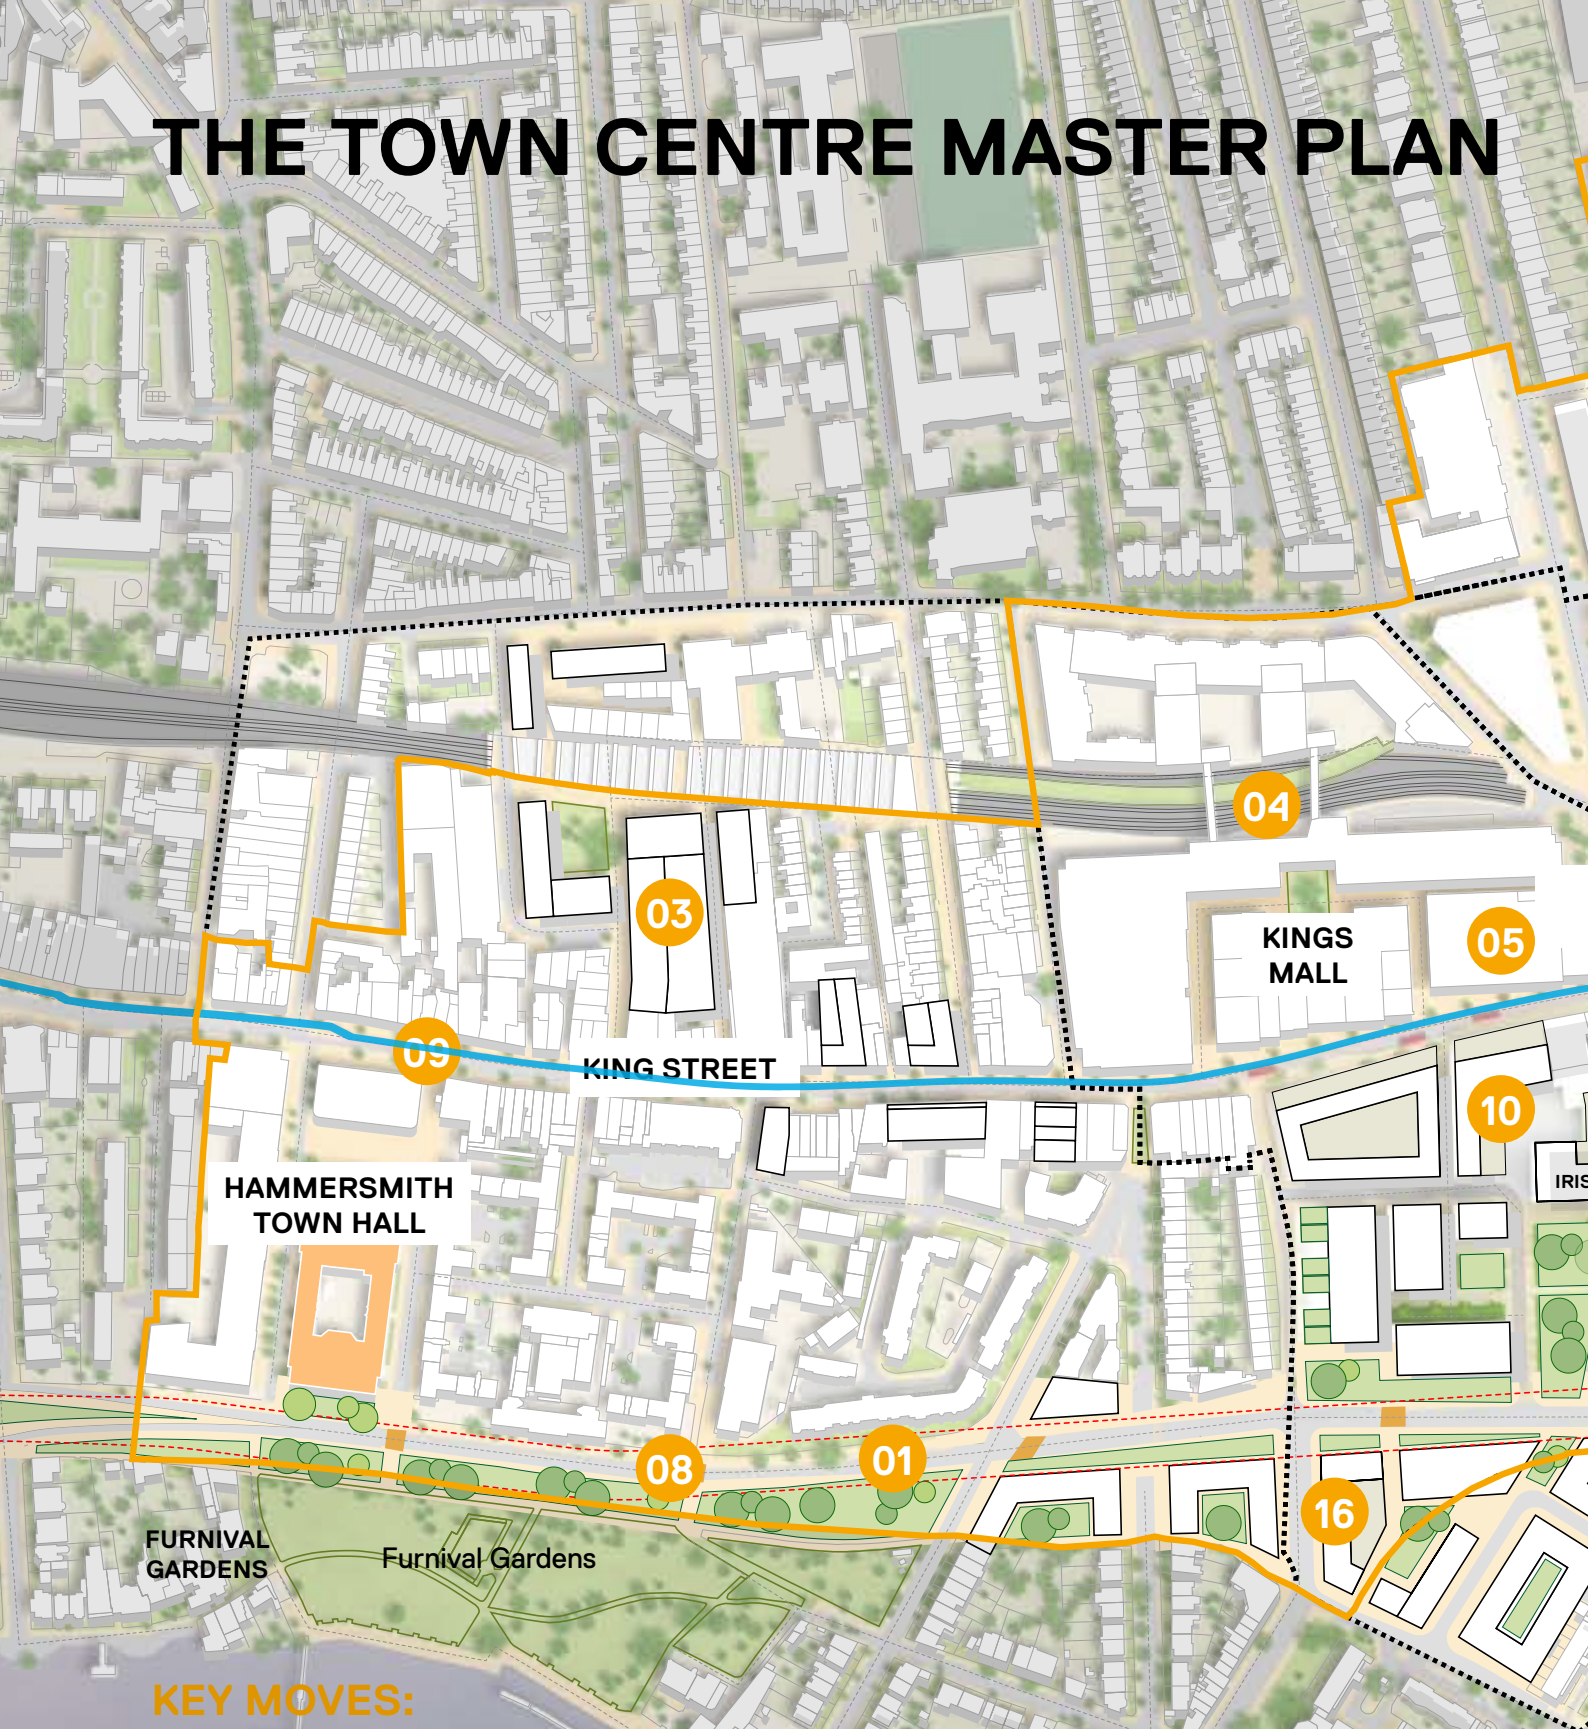 THE TOWN CENTRE MASTER PLAN
04
03
KINGS
MALL
05
09
KING STREET
10
HAMMERSMITH
TOWN HALL
IRIS
08
01
16
FURNIVAL
GARDENS
Furnival Gardens
KEY MOVES: